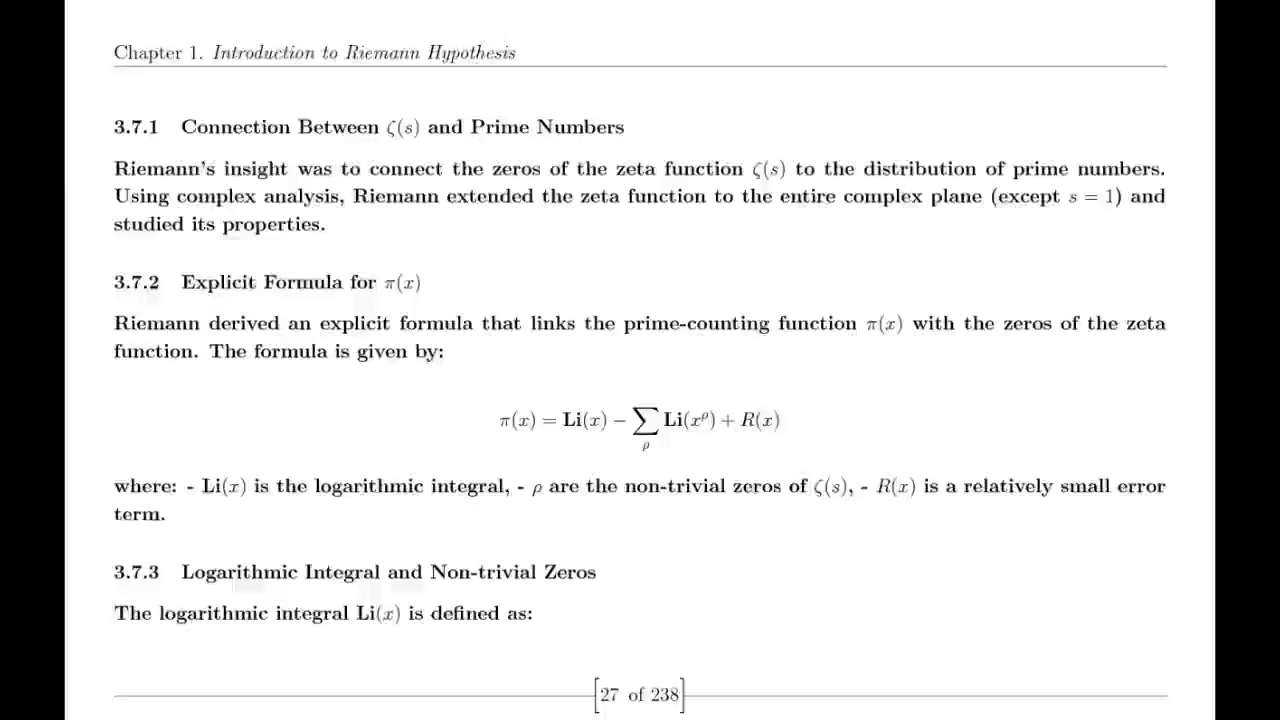 Chapter 1. Introduction to Riemann Hypothesis
3.7.1 Connection Between ζ(s) and Prime Numbers
Riemann's insight was to connect the zeros of the zeta function ζ(s) to the distribution of prime numbers.
Using complex analysis, Riemann extended the zeta function to the entire complex plane (except s = 1) and
studied its properties.
3.7.2 Explicit Formula for π(x)
Riemann derived an explicit formula that links the prime-counting function π(x) with the zeros of the zeta
function. The formula is given by:
π(x) = Li(x) − ∑ Li(x^ρ) + R(x)
ρ
where: - Li(x) is the logarithmic integral, - ρ are the non-trivial zeros of ζ(s), - R(x) is a relatively small error
term.
3.7.3 Logarithmic Integral and Non-trivial Zeros
The logarithmic integral Li(x) is defined as:
[27 of 238]